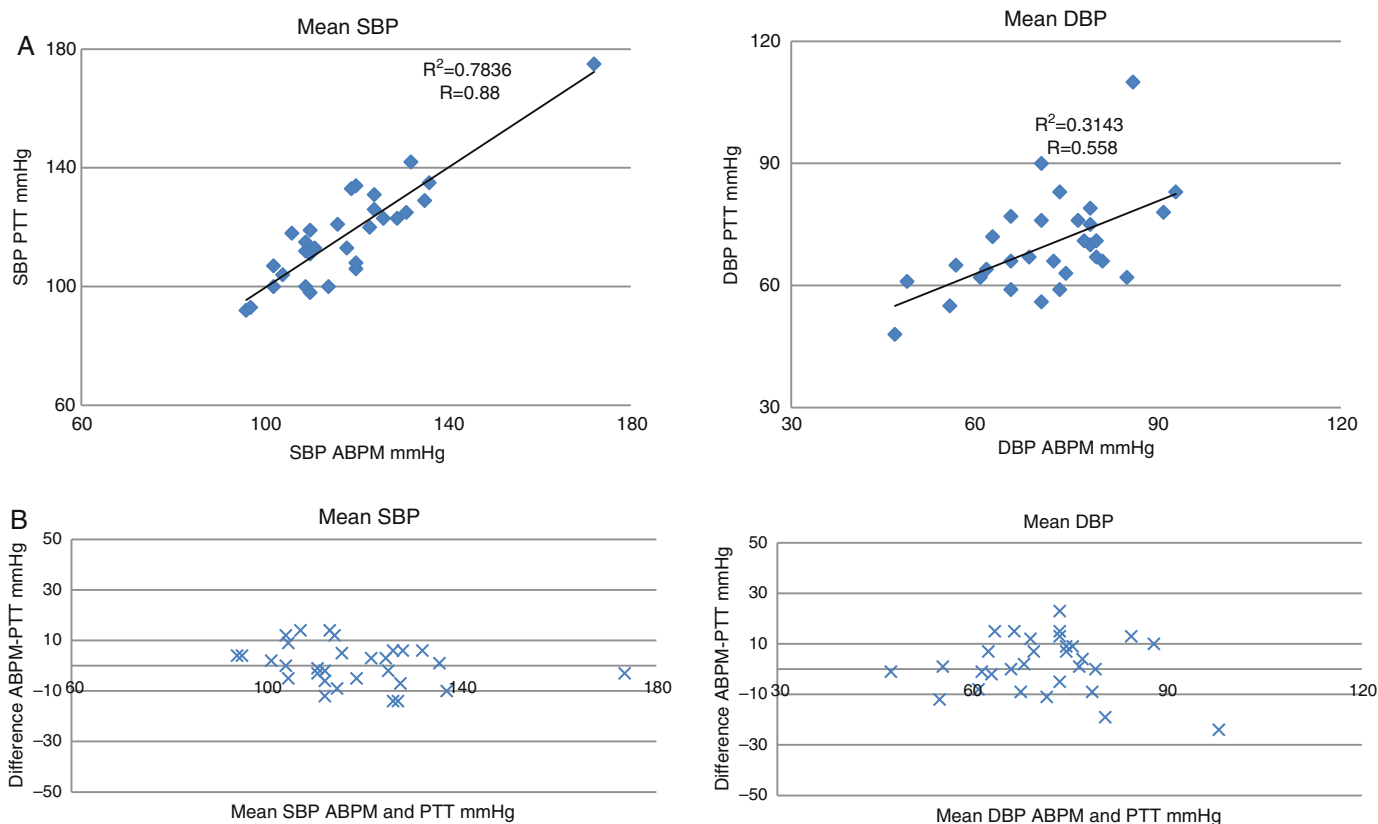 A
Mean SBP
180
140
100
60
SBP PTT mmHg
R²=0.7836
R=0.88
60 100 140 180
SBP ABPM mmHg
Mean DBP
120
90
60
30
DBP PTT mmHg
R²=0.3143
R=0.558
30 60 90 120
DBP ABPM mmHg
B
Mean SBP
50
30
10
–10
–30
–50
Difference ABPM-PTT mmHg
60 100 140 180
Mean SBP ABPM and PTT mmHg
Mean DBP
50
30
10
–10
–30
–50
Difference ABPM-PTT mmHg
30 60 90 120
Mean DBP ABPM and PTT mmHg